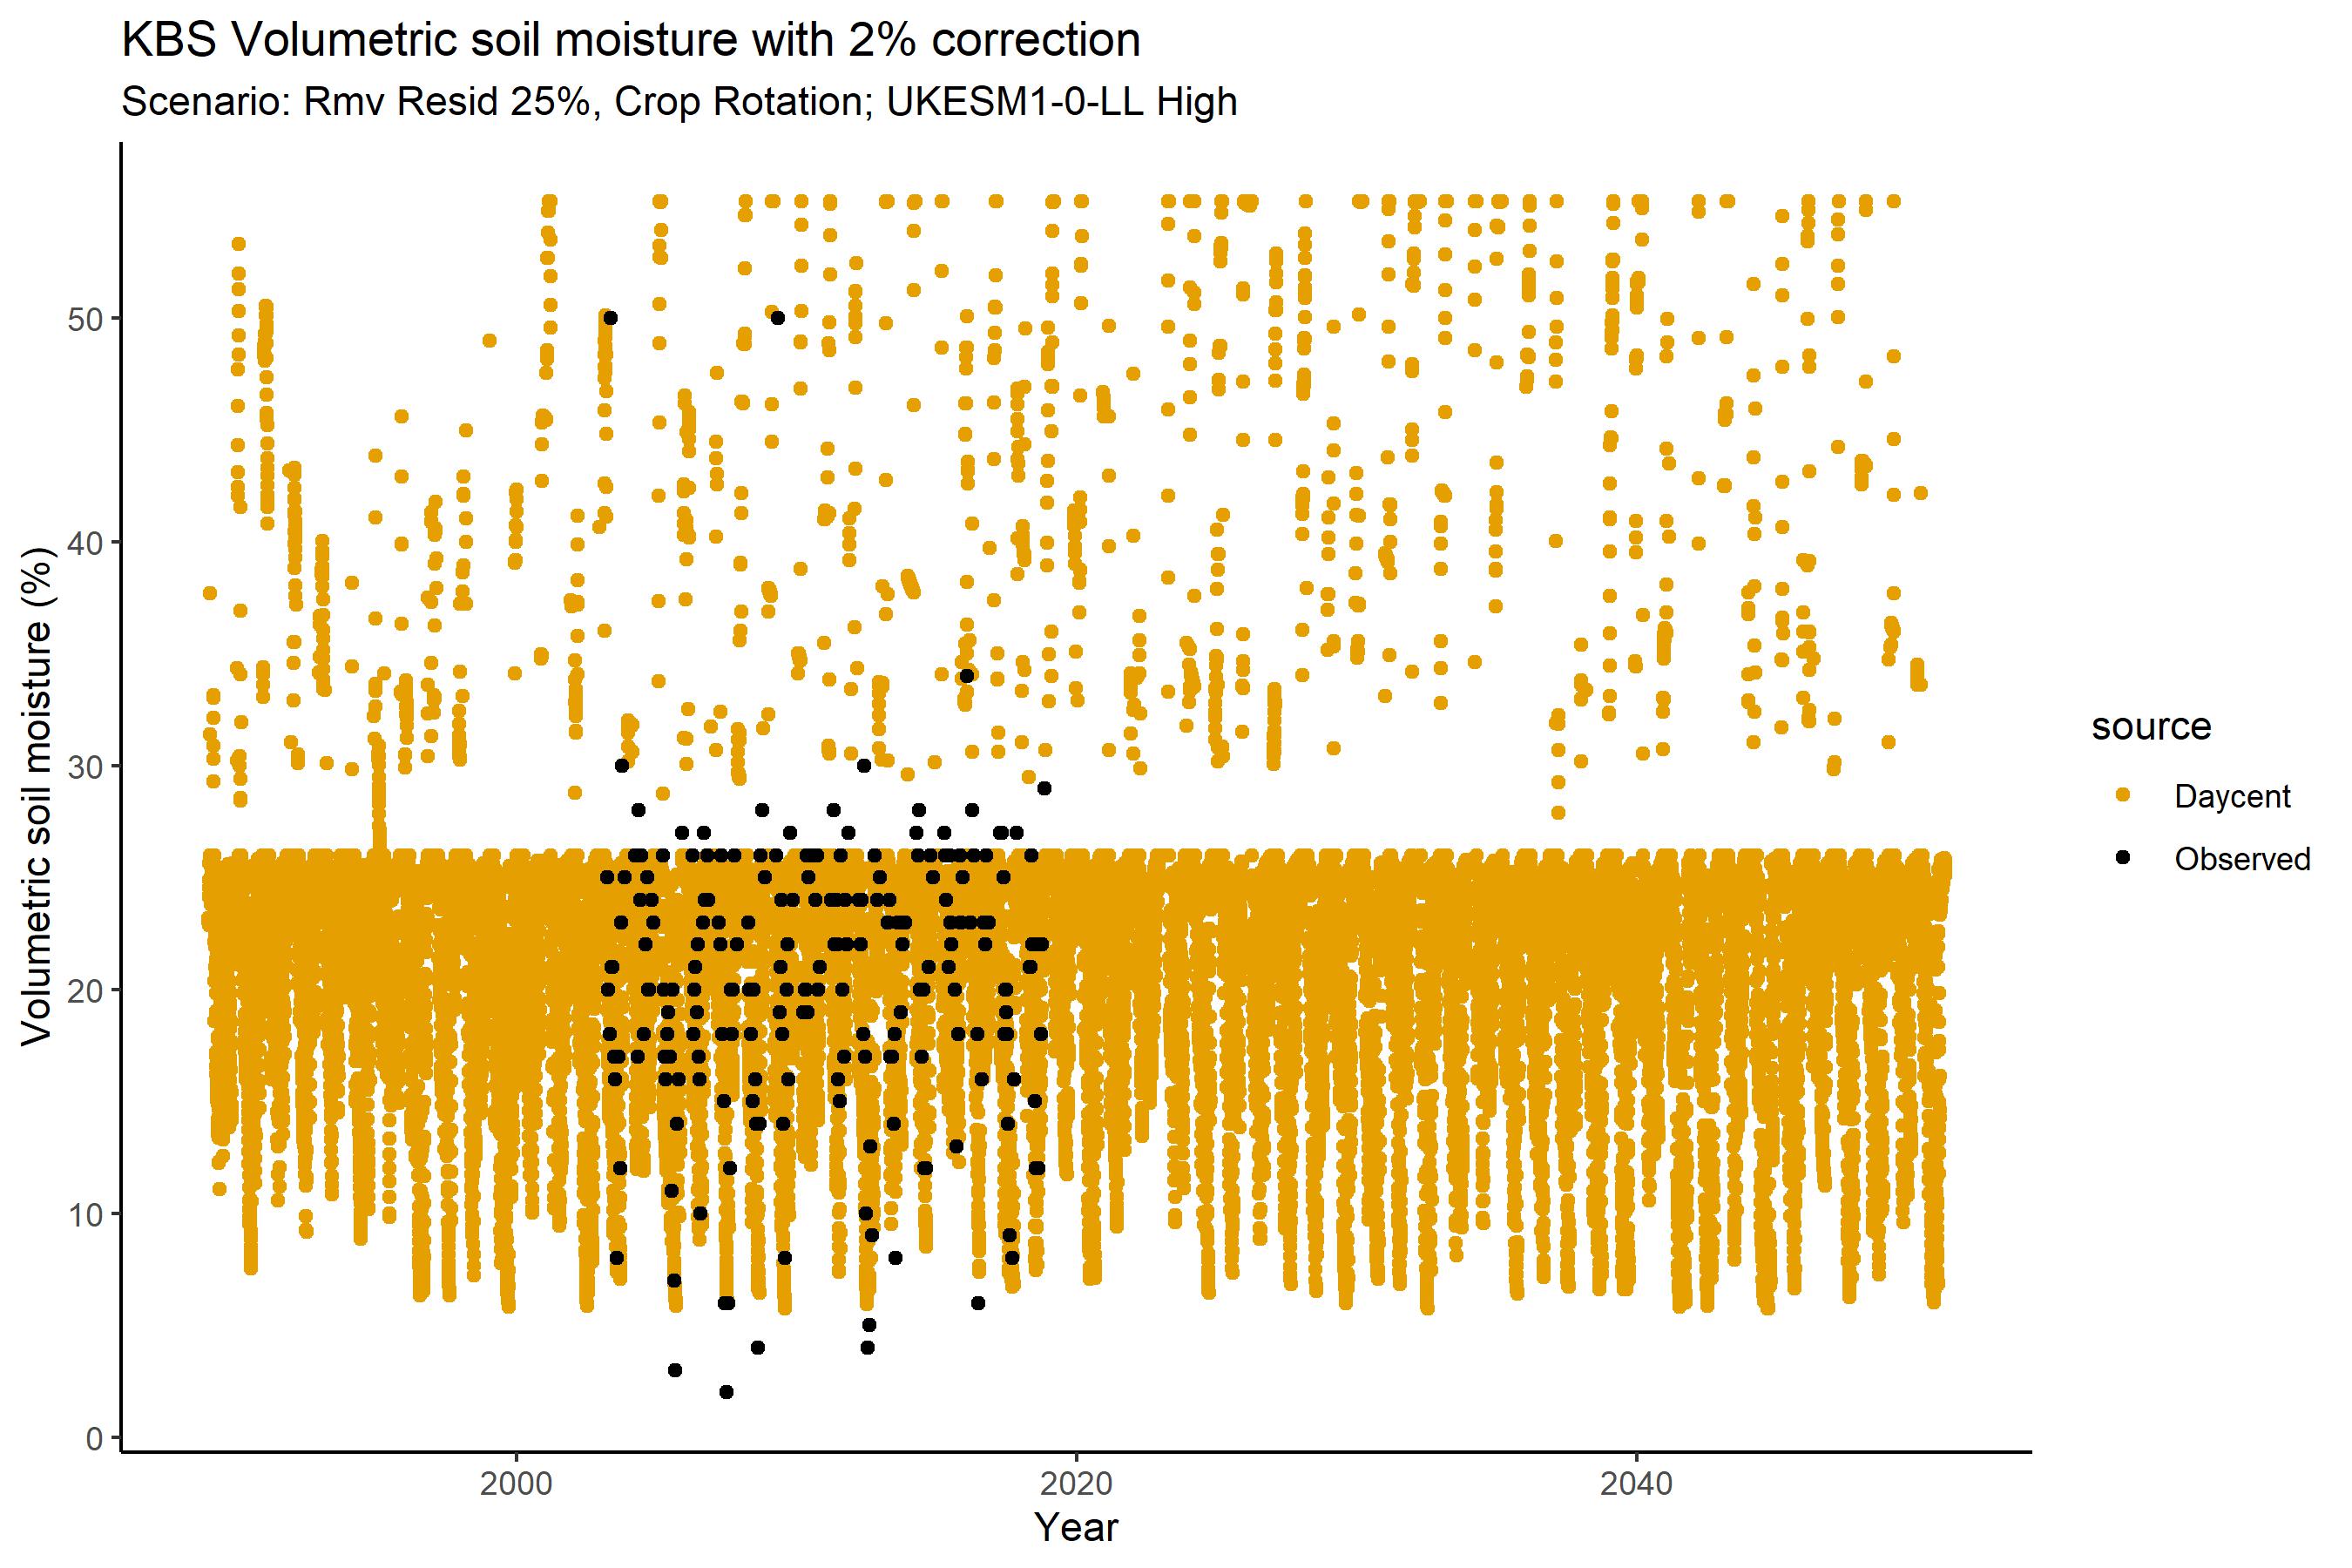 KBS Volumetric soil moisture with 2% correction
Scenario: Rmv Resid 25%, Crop Rotation; UKESM1-0-LL High
Volumetric soil moisture (%)
50
40
30
20
10
0
2000
2020
2040
Year
source
Daycent
Observed